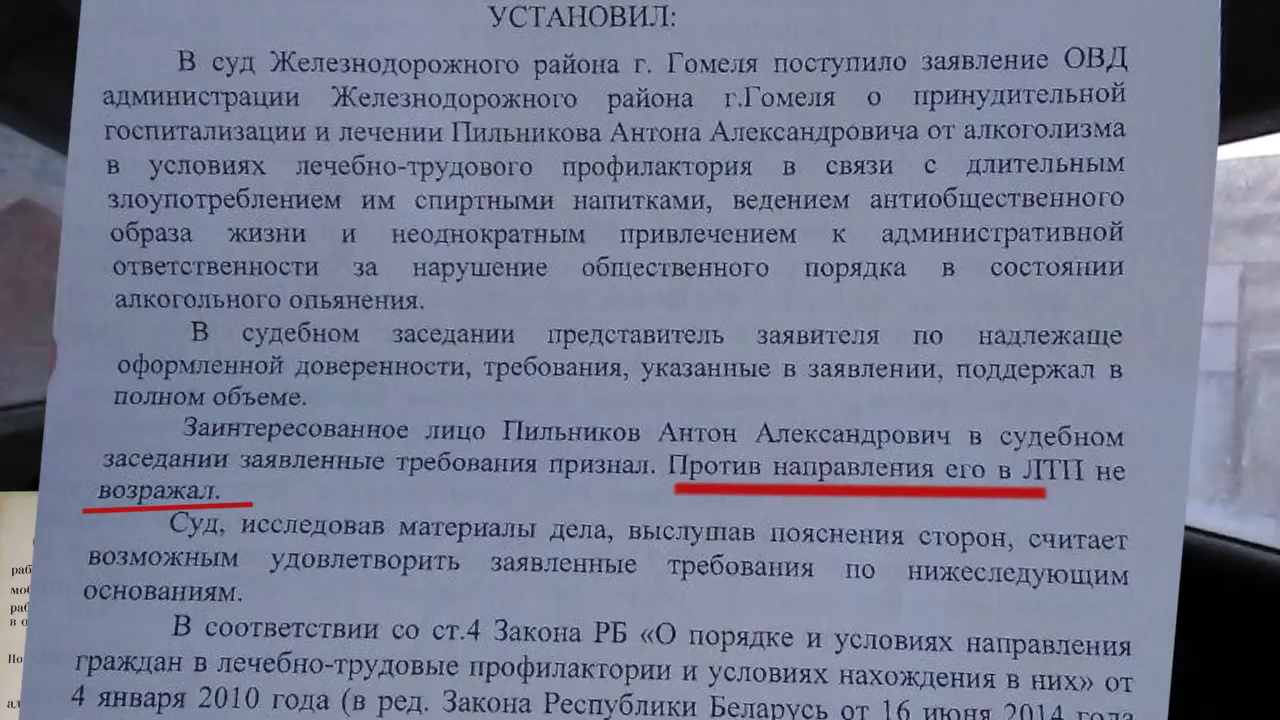 УСТАНОВИЛ:
В суд Железнодорожного района г. Гомеля поступило заявление ОВД
администрации Железнодорожного района г.Гомеля о принудительной
госпитализации и лечении Пильникова Антона Александровича от алкоголизма
в условиях лечебно-трудового профилактория в связи с длительным
злоупотреблением им спиртными напитками, ведением антиобщественного
образа жизни и неоднократным привлечением к административной
ответственности за нарушение общественного порядка в состоянии
алкогольного опьянения.
В судебном заседании представитель заявителя по надлежаще
оформленной доверенности, требования, указанные в заявлении, поддержал в
полном объеме.
Заинтересованное лицо Пильников Антон Александрович в судебном
заседании заявленные требования признал. Против направления его в ЛТП не
возражал.
Суд, исследовав материалы дела, выслушав пояснения сторон, считает
возможным удовлетворить заявленные требования по нижеследующим
основаниям.
В соответствии со ст.4 Закона РБ «О порядке и условиях направления
граждан в лечебно-трудовые профилактории и условиях нахождения в них» от
4 января 2010 года (в ред. Закона Республики Беларусь от 16 июня 2014 года